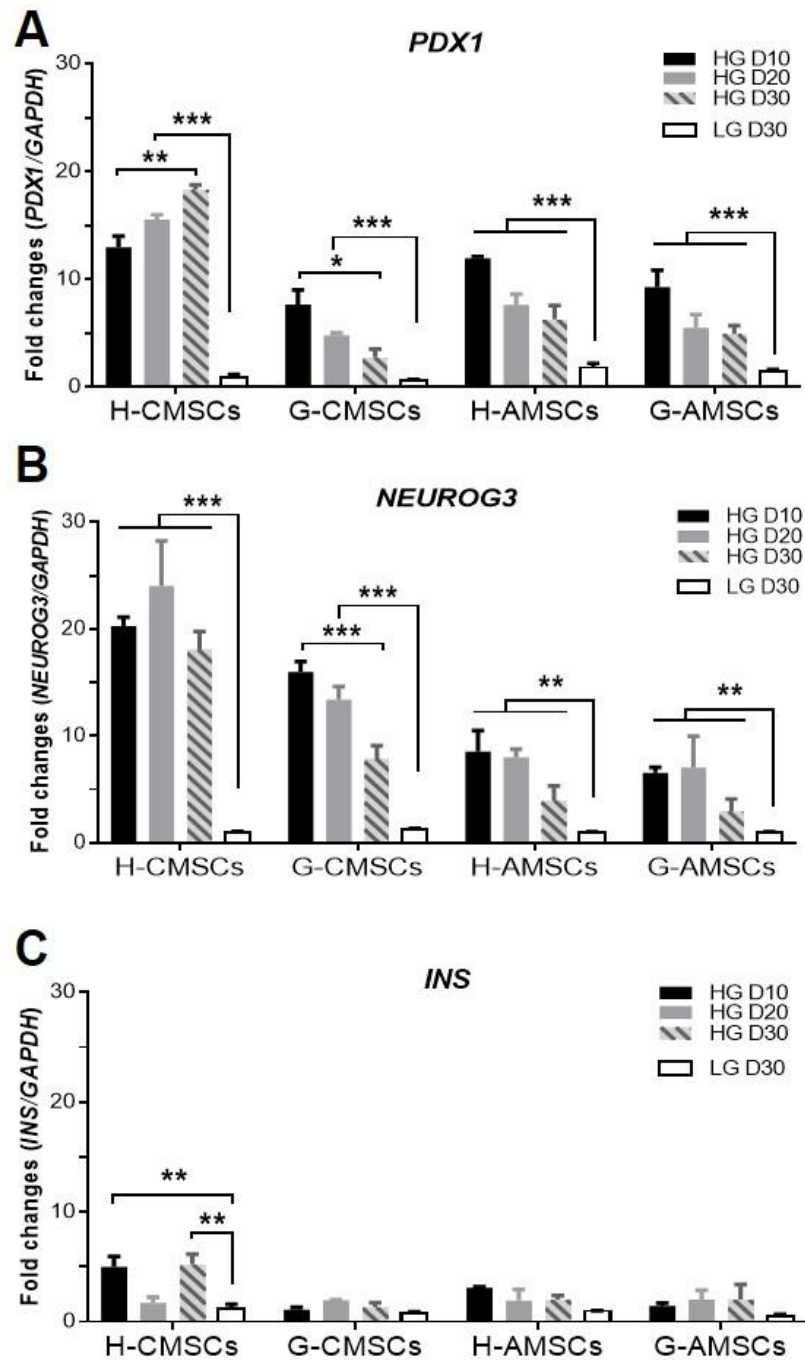 A
PDX1
Fold changes (PDX1/GAPDH)
30
20
10
0
HG D10
HG D20
HG D30
LG D30
***
**
***
*
***
***
H-CMSCs G-CMSCs H-AMSCs G-AMSCs
B
NEUROG3
Fold changes (NEUROG3/GAPDH)
30
20
10
0
HG D10
HG D20
HG D30
LG D30
***
***
***
**
**
H-CMSCs G-CMSCs H-AMSCs G-AMSCs
C
INS
Fold changes (INS/GAPDH)
30
20
10
0
HG D10
HG D20
HG D30
LG D30
**
**
H-CMSCs G-CMSCs H-AMSCs G-AMSCs